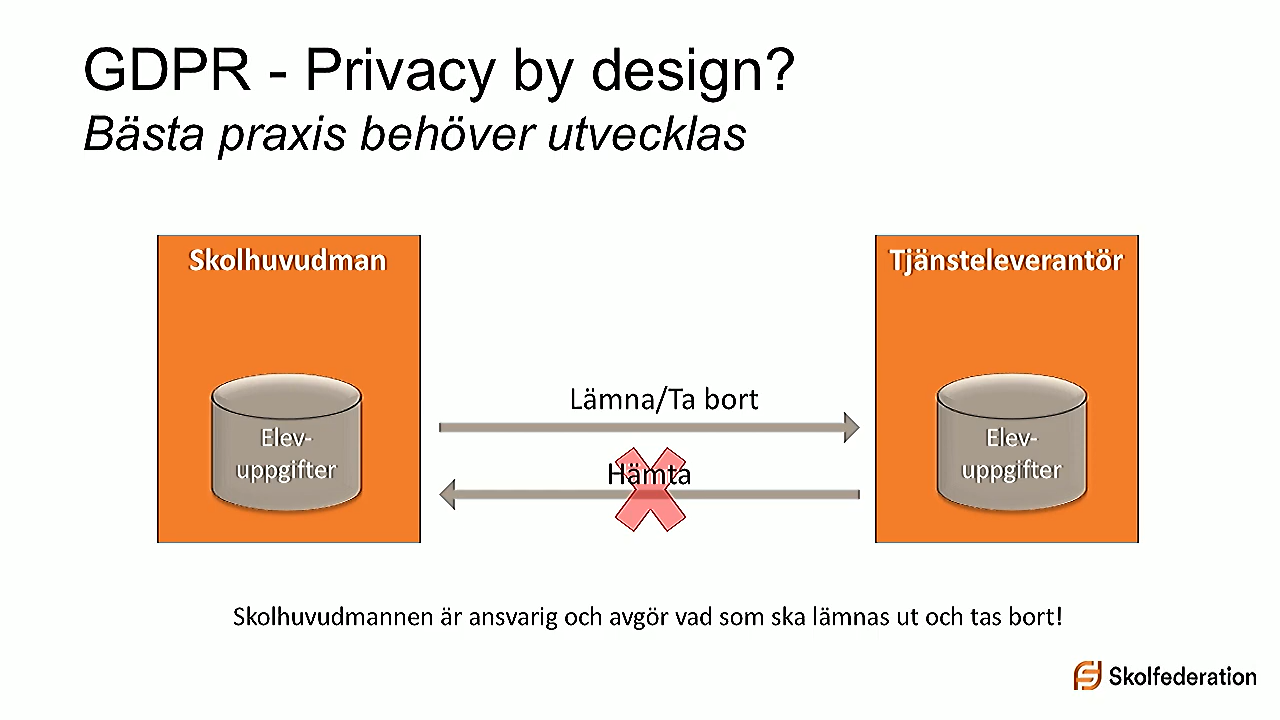 GDPR - Privacy by design?
Bästa praxis behöver utvecklas
Skolhuvudman
Tjänsteleverantör
Elev-
uppgifter
Lämna/Ta bort
Hämta
Elev-
uppgifter
Skolhuvudmannen är ansvarig och avgör vad som ska lämnas ut och tas bort!
Skolfederation